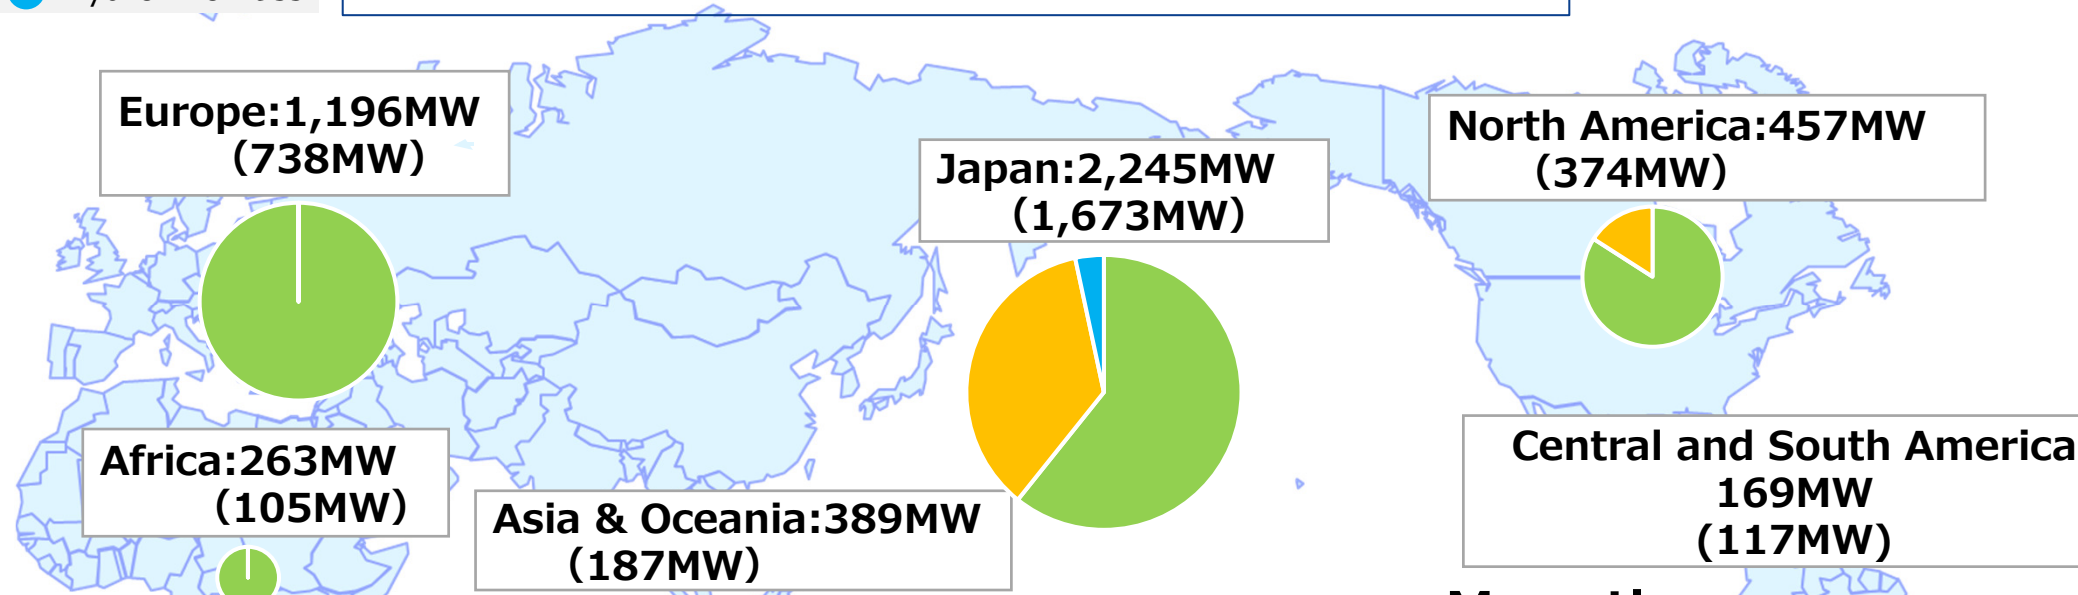 Europe:1,196MW
(738MW)
Japan:2,245MW
(1,673MW)
North America:457MW
(374MW)
Africa:263MW
(105MW)
Asia & Oceania:389MW
(187MW)
Central and South America
169MW
(117MW)